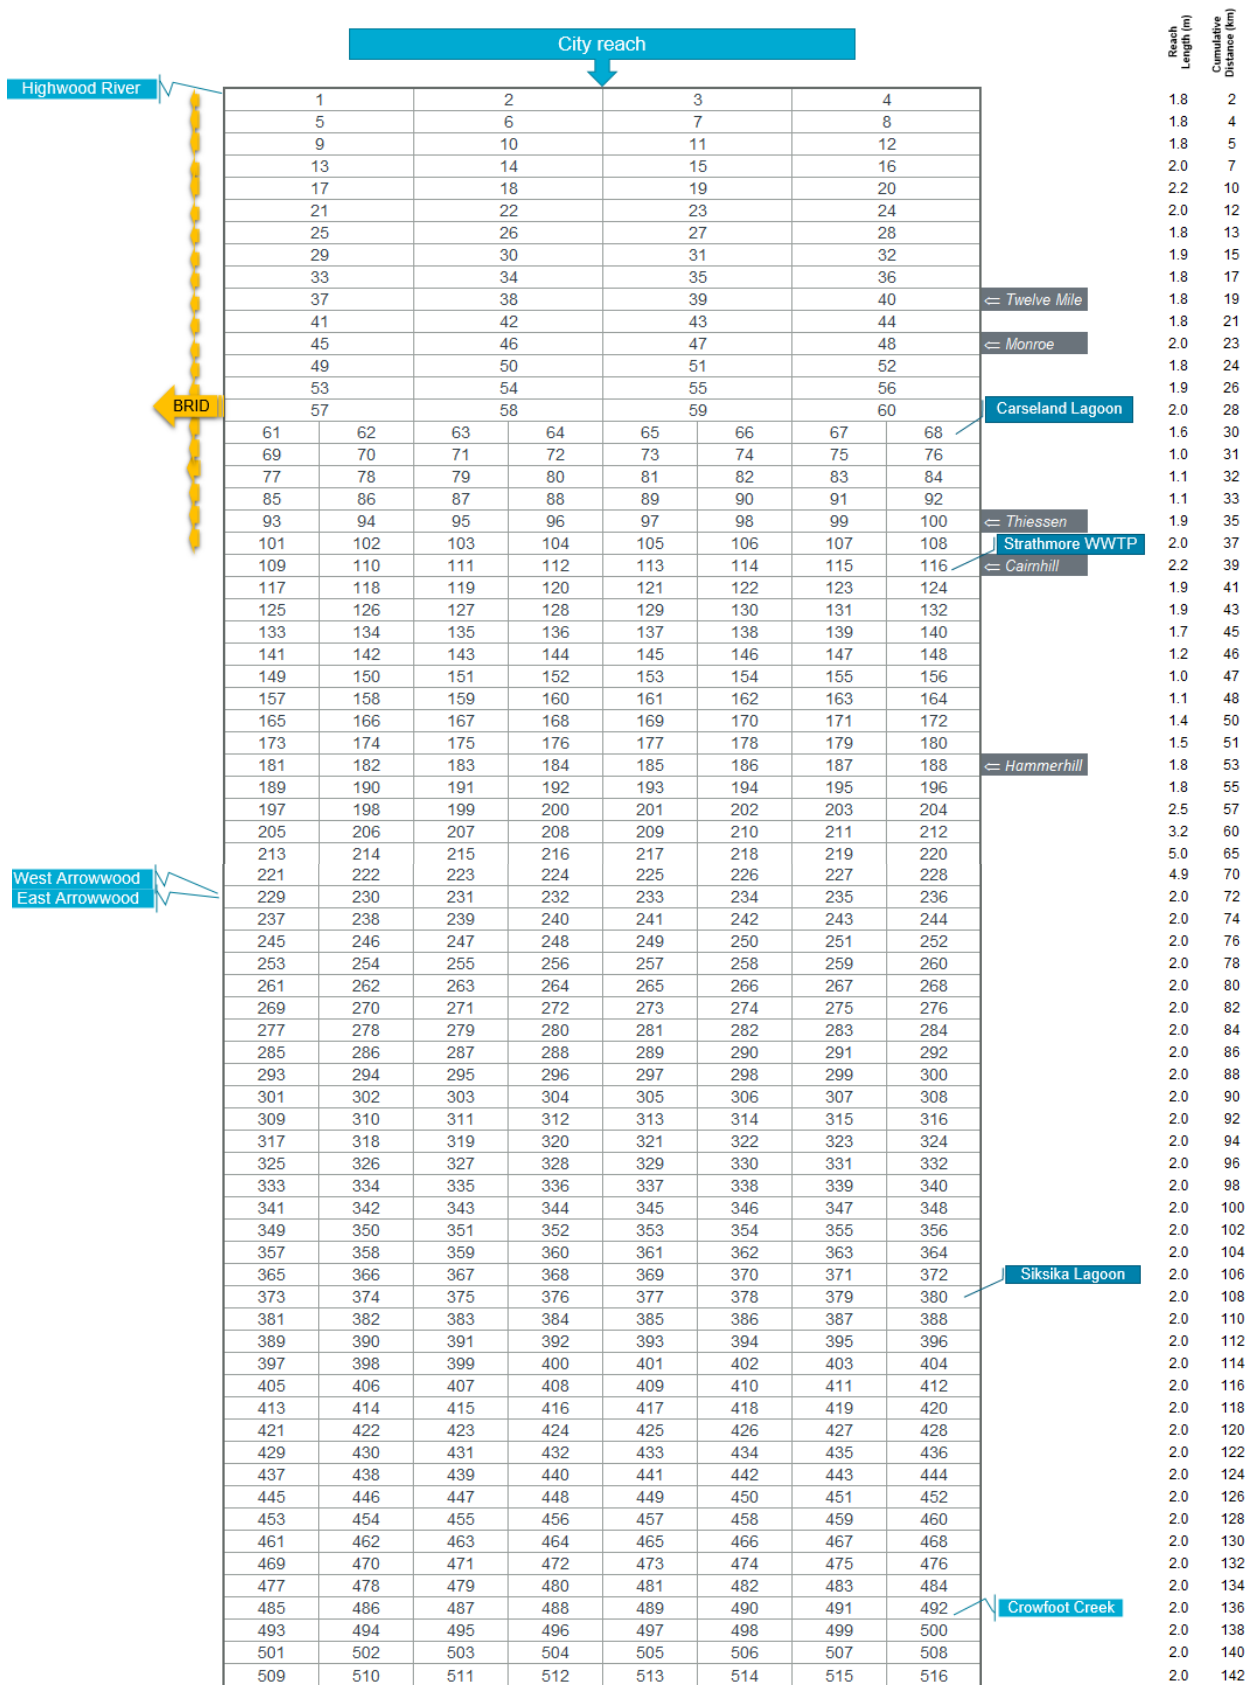 City reach
Reach Length (m)
Cumulative Distance (km)
Highwood River
1 2 3 4 1.8 2
5 6 7 8 1.8 4
9 10 11 12 1.8 5
13 14 15 16 2.0 7
17 18 19 20 2.2 10
21 22 23 24 2.0 12
25 26 27 28 1.8 13
29 30 31 32 1.9 15
33 34 35 36 1.8 17
37 38 39 40 ⇐ Twelve Mile 1.8 19
41 42 43 44 1.8 21
45 46 47 48 ⇐ Monroe 2.0 23
49 50 51 52 1.8 24
53 54 55 56 1.9 26
BRID 57 58 59 60 Carseland Lagoon 2.0 28
61 62 63 64 65 66 67 68 1.6 30
69 70 71 72 73 74 75 76 1.0 31
77 78 79 80 81 82 83 84 1.1 32
85 86 87 88 89 90 91 92 1.1 33
93 94 95 96 97 98 99 100 ⇐ Thiessen 1.9 35
101 102 103 104 105 106 107 108 Strathmore WWTP 2.0 37
109 110 111 112 113 114 115 116 ⇐ Cairnhill 2.2 39
117 118 119 120 121 122 123 124 1.9 41
125 126 127 128 129 130 131 132 1.9 43
133 134 135 136 137 138 139 140 1.7 45
141 142 143 144 145 146 147 148 1.2 46
149 150 151 152 153 154 155 156 1.0 47
157 158 159 160 161 162 163 164 1.1 48
165 166 167 168 169 170 171 172 1.4 50
173 174 175 176 177 178 179 180 1.5 51
181 182 183 184 185 186 187 188 ⇐ Hammerhill 1.8 53
189 190 191 192 193 194 195 196 1.8 55
197 198 199 200 201 202 203 204 2.5 57
205 206 207 208 209 210 211 212 3.2 60
213 214 215 216 217 218 219 220 5.0 65
West Arrowwood 221 222 223 224 225 226 227 228 4.9 70
East Arrowwood 229 230 231 232 233 234 235 236 2.0 72
237 238 239 240 241 242 243 244 2.0 74
245 246 247 248 249 250 251 252 2.0 76
253 254 255 256 257 258 259 260 2.0 78
261 262 263 264 265 266 267 268 2.0 80
269 270 271 272 273 274 275 276 2.0 82
277 278 279 280 281 282 283 284 2.0 84
285 286 287 288 289 290 291 292 2.0 86
293 294 295 296 297 298 299 300 2.0 88
301 302 303 304 305 306 307 308 2.0 90
309 310 311 312 313 314 315 316 2.0 92
317 318 319 320 321 322 323 324 2.0 94
325 326 327 328 329 330 331 332 2.0 96
333 334 335 336 337 338 339 340 2.0 98
341 342 343 344 345 346 347 348 2.0 100
349 350 351 352 353 354 355 356 2.0 102
357 358 359 360 361 362 363 364 2.0 104
365 366 367 368 369 370 371 372 Siksika Lagoon 2.0 106
373 374 375 376 377 378 379 380 2.0 108
381 382 383 384 385 386 387 388 2.0 110
389 390 391 392 393 394 395 396 2.0 112
397 398 399 400 401 402 403 404 2.0 114
405 406 407 408 409 410 411 412 2.0 116
413 414 415 416 417 418 419 420 2.0 118
421 422 423 424 425 426 427 428 2.0 120
429 430 431 432 433 434 435 436 2.0 122
437 438 439 440 441 442 443 444 2.0 124
445 446 447 448 449 450 451 452 2.0 126
453 454 455 456 457 458 459 460 2.0 128
461 462 463 464 465 466 467 468 2.0 130
469 470 471 472 473 474 475 476 2.0 132
477 478 479 480 481 482 483 484 2.0 134
485 486 487 488 489 490 491 492 Crowfoot Creek 2.0 136
493 494 495 496 497 498 499 500 2.0 138
501 502 503 504 505 506 507 508 2.0 140
509 510 511 512 513 514 515 516 2.0 142